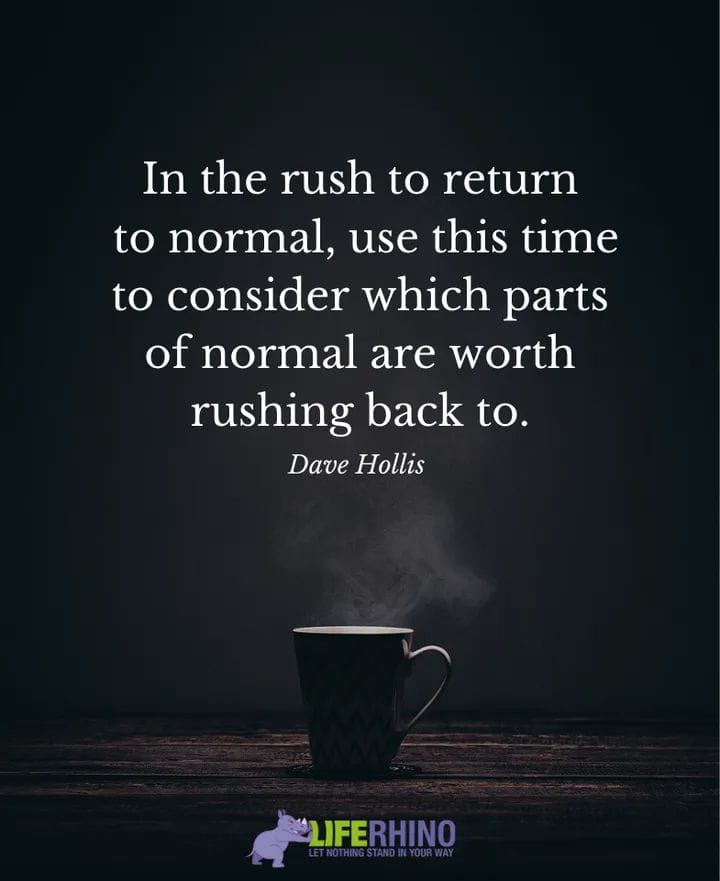 In the rush to return
to normal, use this time
to consider which parts
of normal are worth
rushing back to.
Dave Hollis
LIFERHINO
LET NOTHING STAND IN YOUR WAY